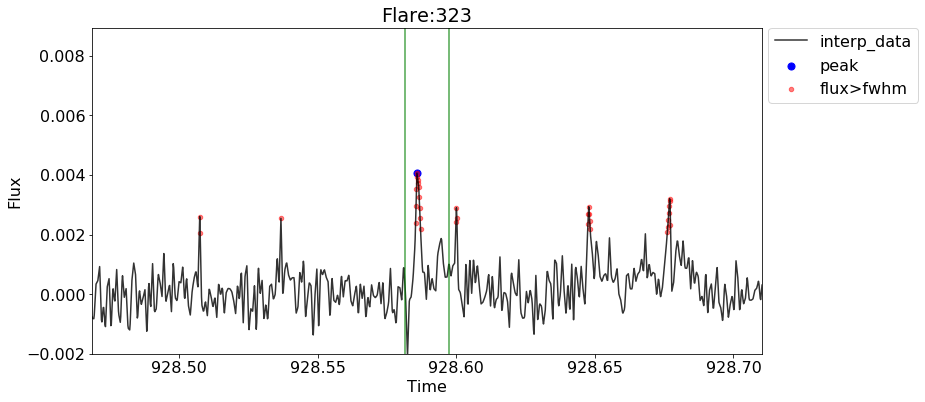 Flare:323
interp_data
peak
flux>fwhm
0.008
0.006
0.004
0.002
0.000
−0.002
Flux
928.50 928.55 928.60 928.65 928.70
Time